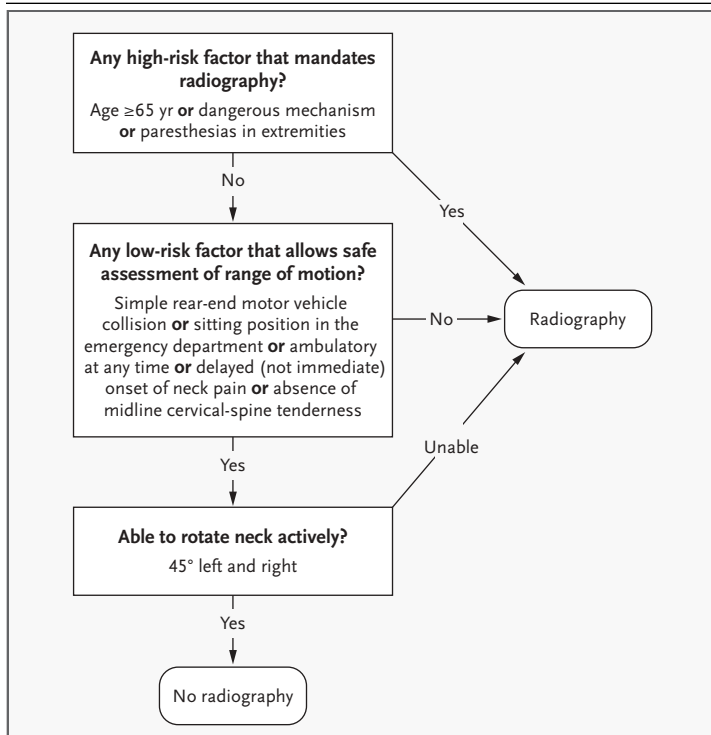 Any high-risk factor that mandates
radiography?
Age ≥65 yr or dangerous mechanism
or paresthesias in extremities
No
Yes
Any low-risk factor that allows safe
assessment of range of motion?
Simple rear-end motor vehicle
collision or sitting position in the
emergency department or ambulatory
at any time or delayed (not immediate)
onset of neck pain or absence of
midline cervical-spine tenderness
No
Radiography
Unable
Yes
Able to rotate neck actively?
45° left and right
Yes
No radiography